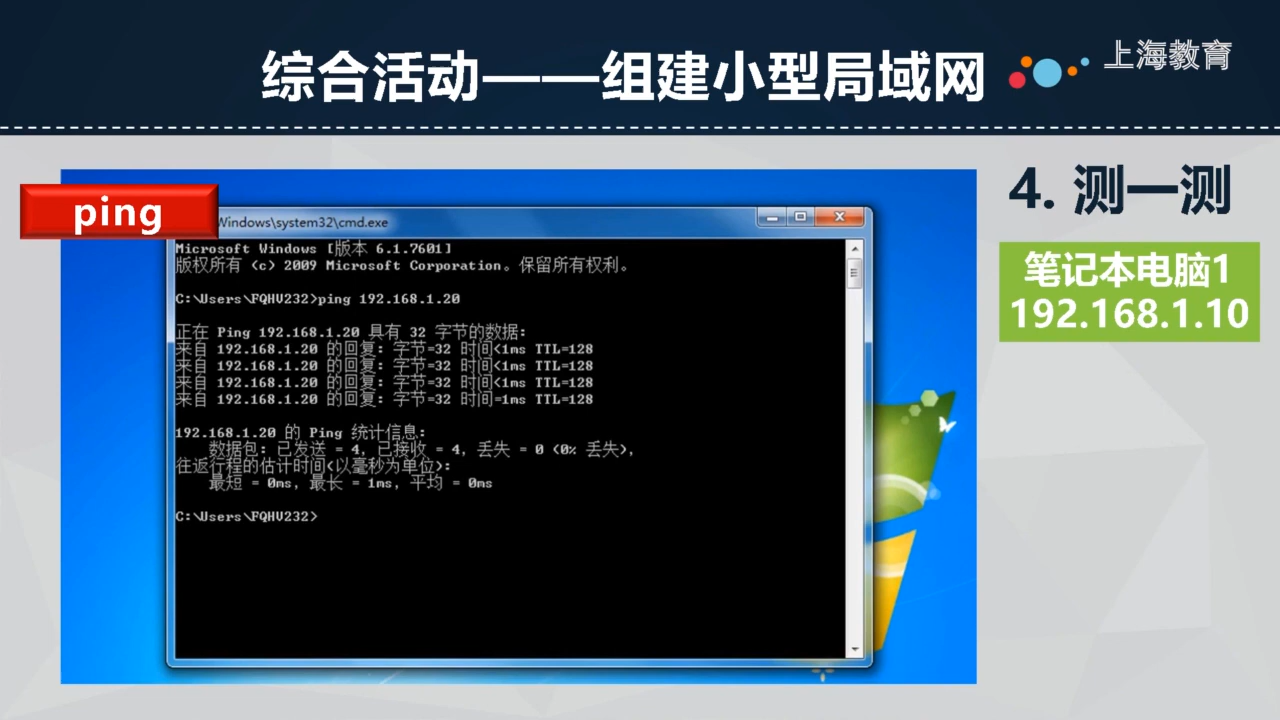 综合活动——组建小型局域网
上海教育
4. 测一测
笔记本电脑1
192.168.1.10
ping
Windows\system32\cmd.exe
Microsoft Windows [版本 6.1.7601]
版权所有 (c) 2009 Microsoft Corporation。保留所有权利。
C:\Users\FQHV232>ping 192.168.1.20
正在 Ping 192.168.1.20 具有 32 字节的数据:
来自 192.168.1.20 的回复: 字节=32 时间<1ms TTL=128
来自 192.168.1.20 的回复: 字节=32 时间<1ms TTL=128
来自 192.168.1.20 的回复: 字节=32 时间<1ms TTL=128
来自 192.168.1.20 的回复: 字节=32 时间=1ms TTL=128
192.168.1.20 的 Ping 统计信息:
数据包: 已发送 = 4, 已接收 = 4, 丢失 = 0 (0% 丢失),
往返行程的估计时间(以毫秒为单位):
最短 = 0ms, 最长 = 1ms, 平均 = 0ms
C:\Users\FQHV232>